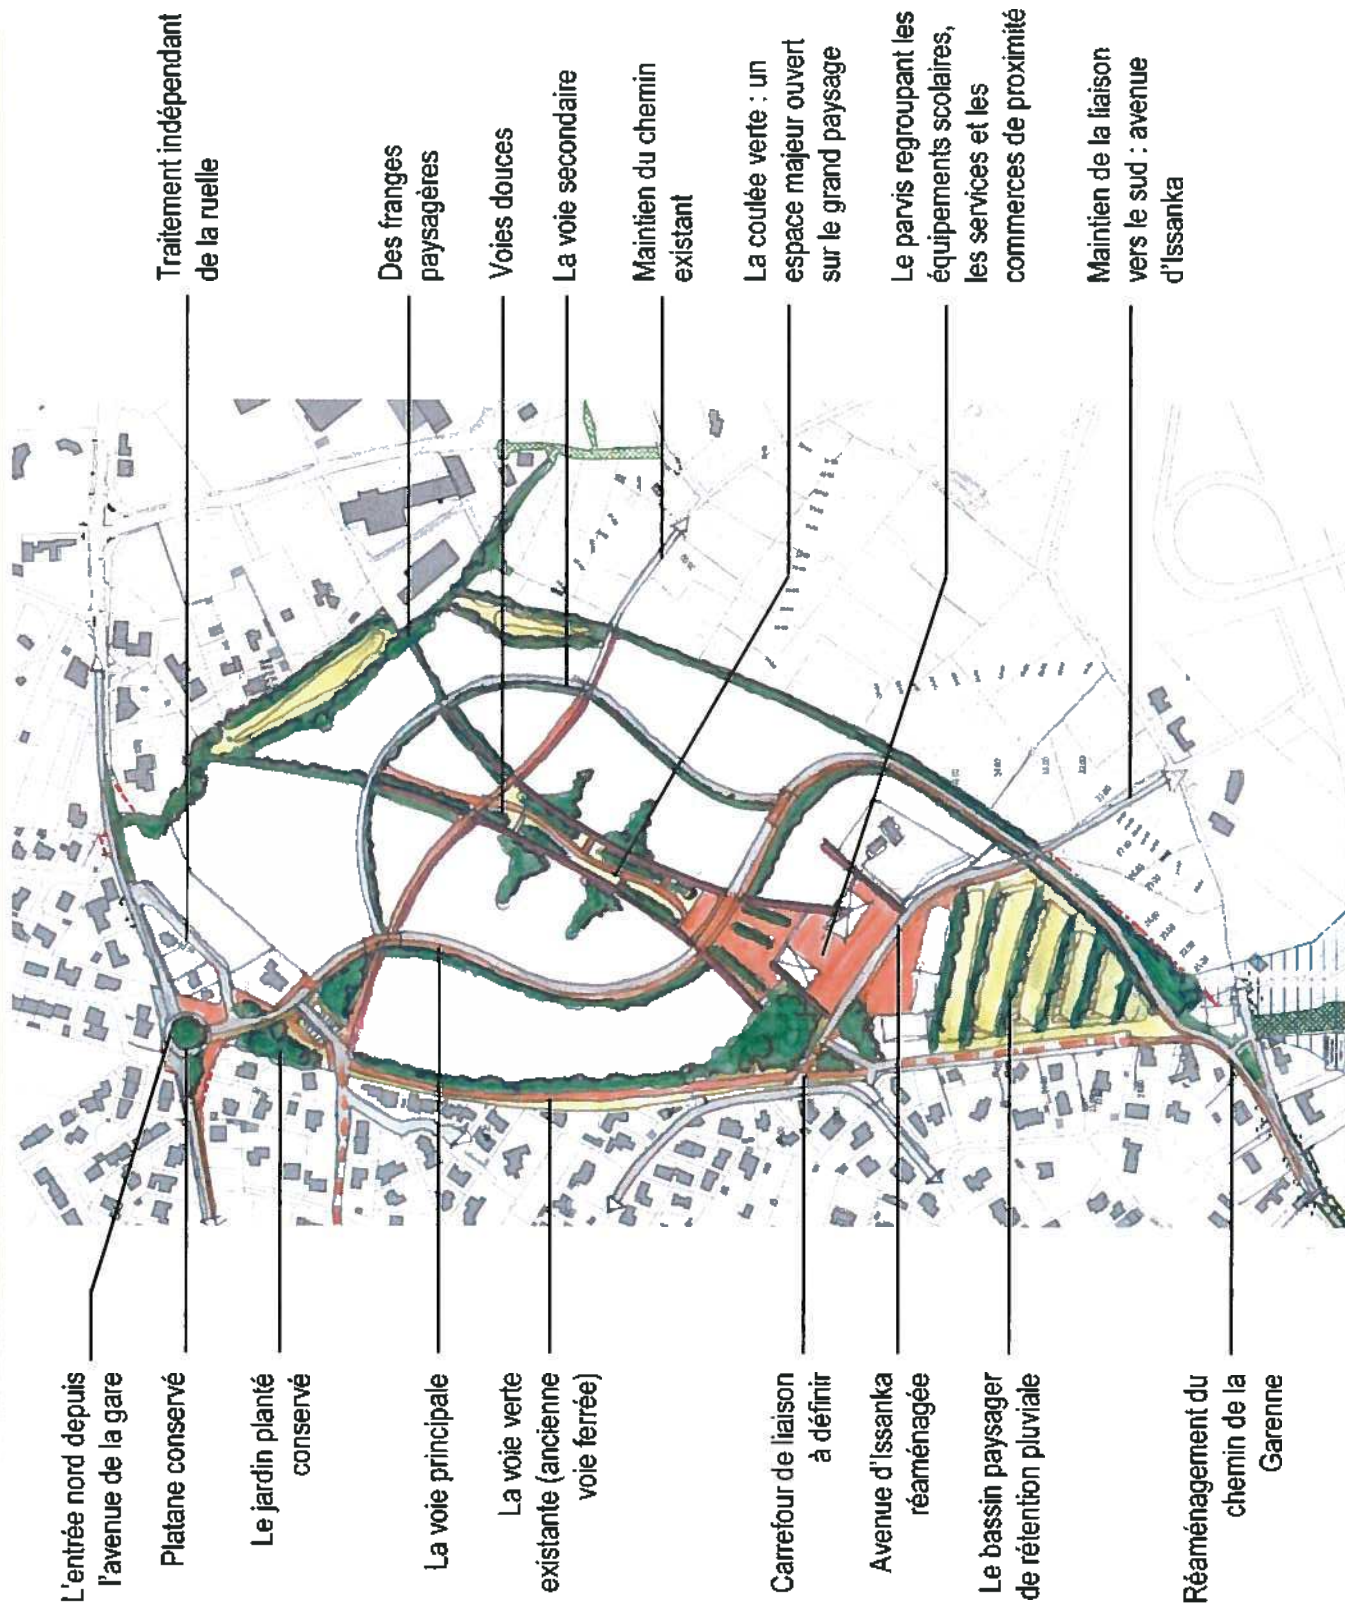 L'entrée nord depuis
l'avenue de la gare
Platane conservé
Le jardin planté
conservé
La voie principale
La voie verte
existante (ancienne
voie ferrée)
Carrefour de liaison
à définir
Avenue d'Issanka
réaménagée
Le bassin paysager
de rétention pluviale
Réaménagement du
chemin de la
Garenne
Traitement indépendant
de la ruelle
Des franges
paysagères
Voies douces
La voie secondaire
Maintien du chemin
existant
La coulée verte : un
espace majeur ouvert
sur le grand paysage
Le parvis regroupant les
équipements scolaires,
les services et les
commerces de proximité
Maintien de la liaison
vers le sud : avenue
d'Issanka